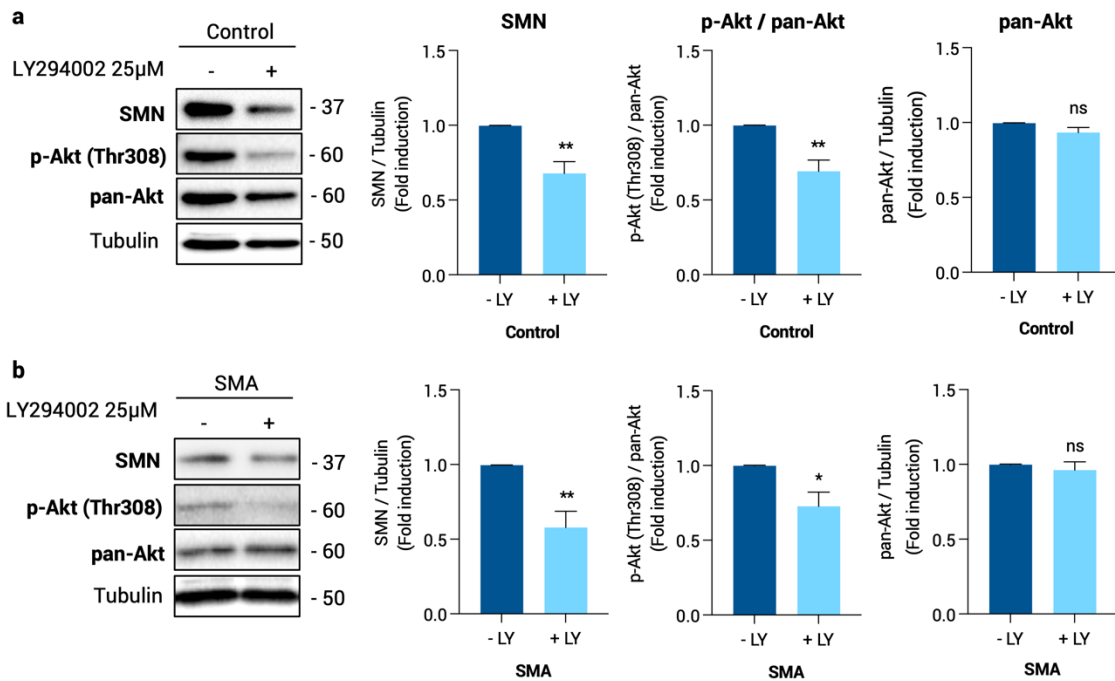 a
Control
LY294002 25µM
- +
SMN - 37
p-Akt (Thr308) - 60
pan-Akt - 60
Tubulin - 50
SMN
SMN / Tubulin
(Fold induction)
1.5
1.0
0.5
0.0
**
- LY + LY
Control
p-Akt / pan-Akt
p-Akt (Thr308) / pan-Akt
(Fold induction)
1.5
1.0
0.5
0.0
**
- LY + LY
Control
pan-Akt
pan-Akt / Tubulin
(Fold induction)
1.5
1.0
0.5
0.0
ns
- LY + LY
Control
b
SMA
LY294002 25µM
- +
SMN - 37
p-Akt (Thr308) - 60
pan-Akt - 60
Tubulin - 50
SMN / Tubulin
(Fold induction)
1.5
1.0
0.5
0.0
**
- LY + LY
SMA
p-Akt (Thr308) / pan-Akt
(Fold induction)
1.5
1.0
0.5
0.0
*
- LY + LY
SMA
pan-Akt / Tubulin
(Fold induction)
1.5
1.0
0.5
0.0
ns
- LY + LY
SMA